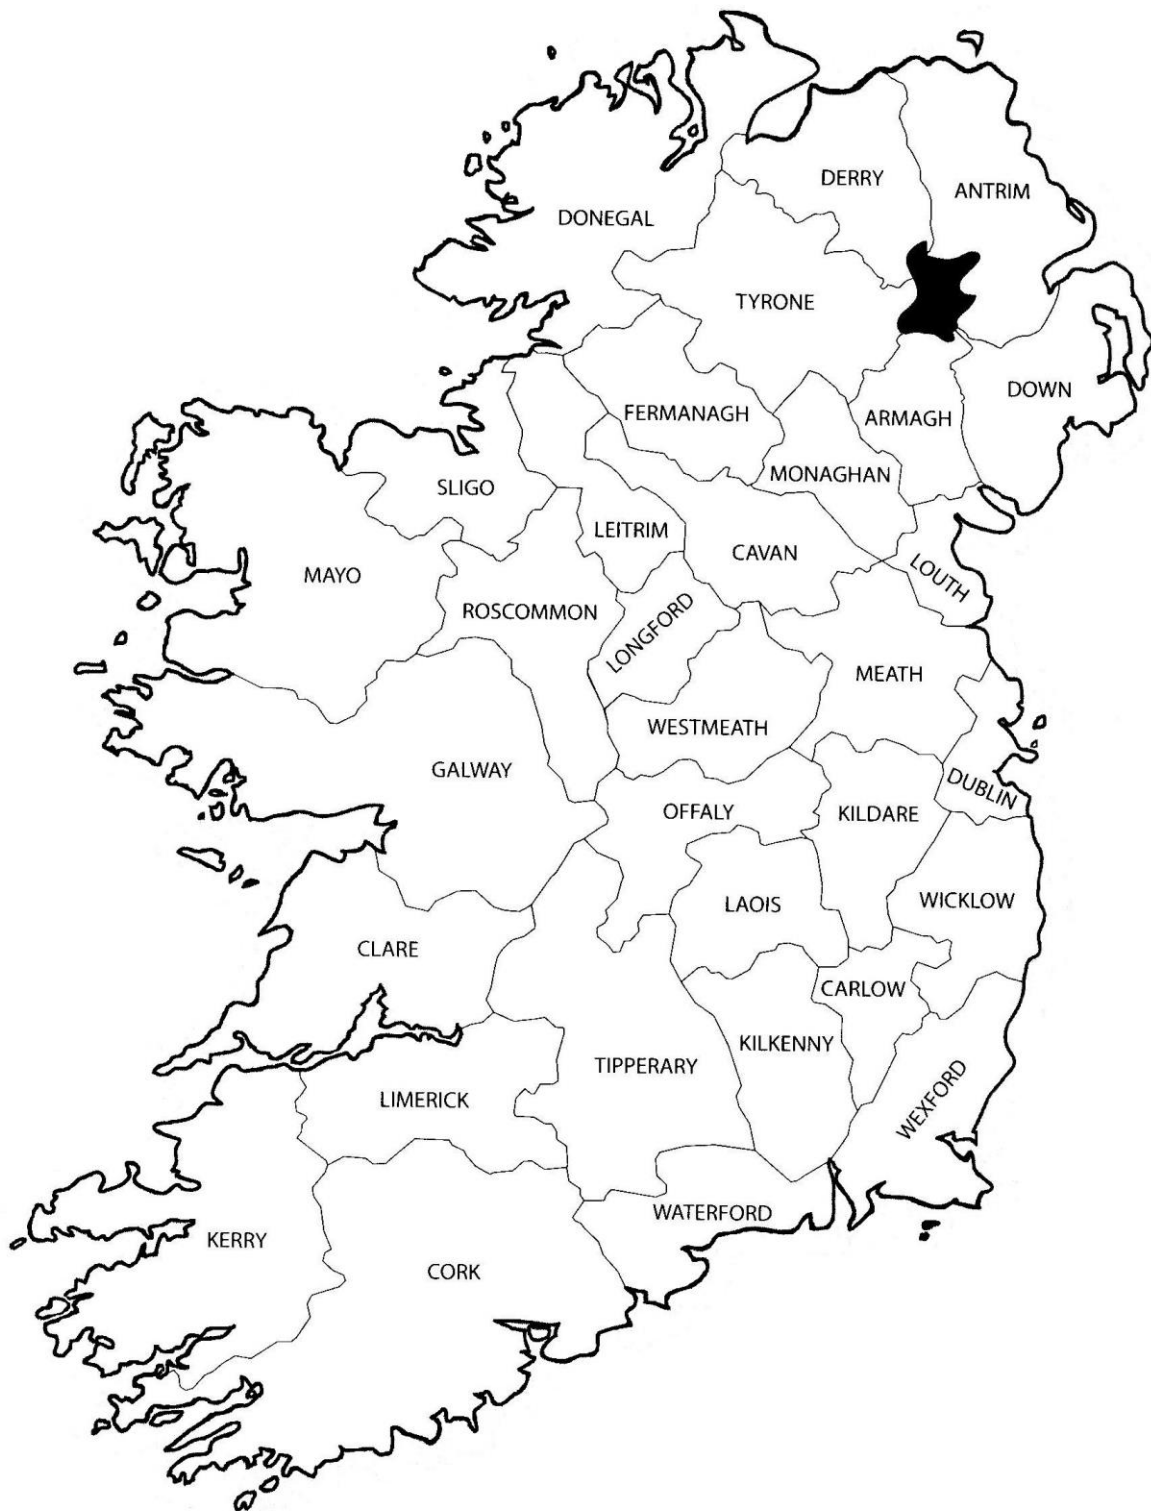 DERRY
ANTRIM
DONEGAL
TYRONE
DOWN
FERMANAGH
ARMAGH
MONAGHAN
SLIGO
LEITRIM
CAVAN
LOUTH
MAYO
ROSCOMMON
LONGFORD
MEATH
WESTMEATH
GALWAY
DUBLIN
OFFALY
KILDARE
LAOIS
WICKLOW
CLARE
CARLOW
KILKENNY
TIPPERARY
LIMERICK
WEXFORD
WATERFORD
KERRY
CORK